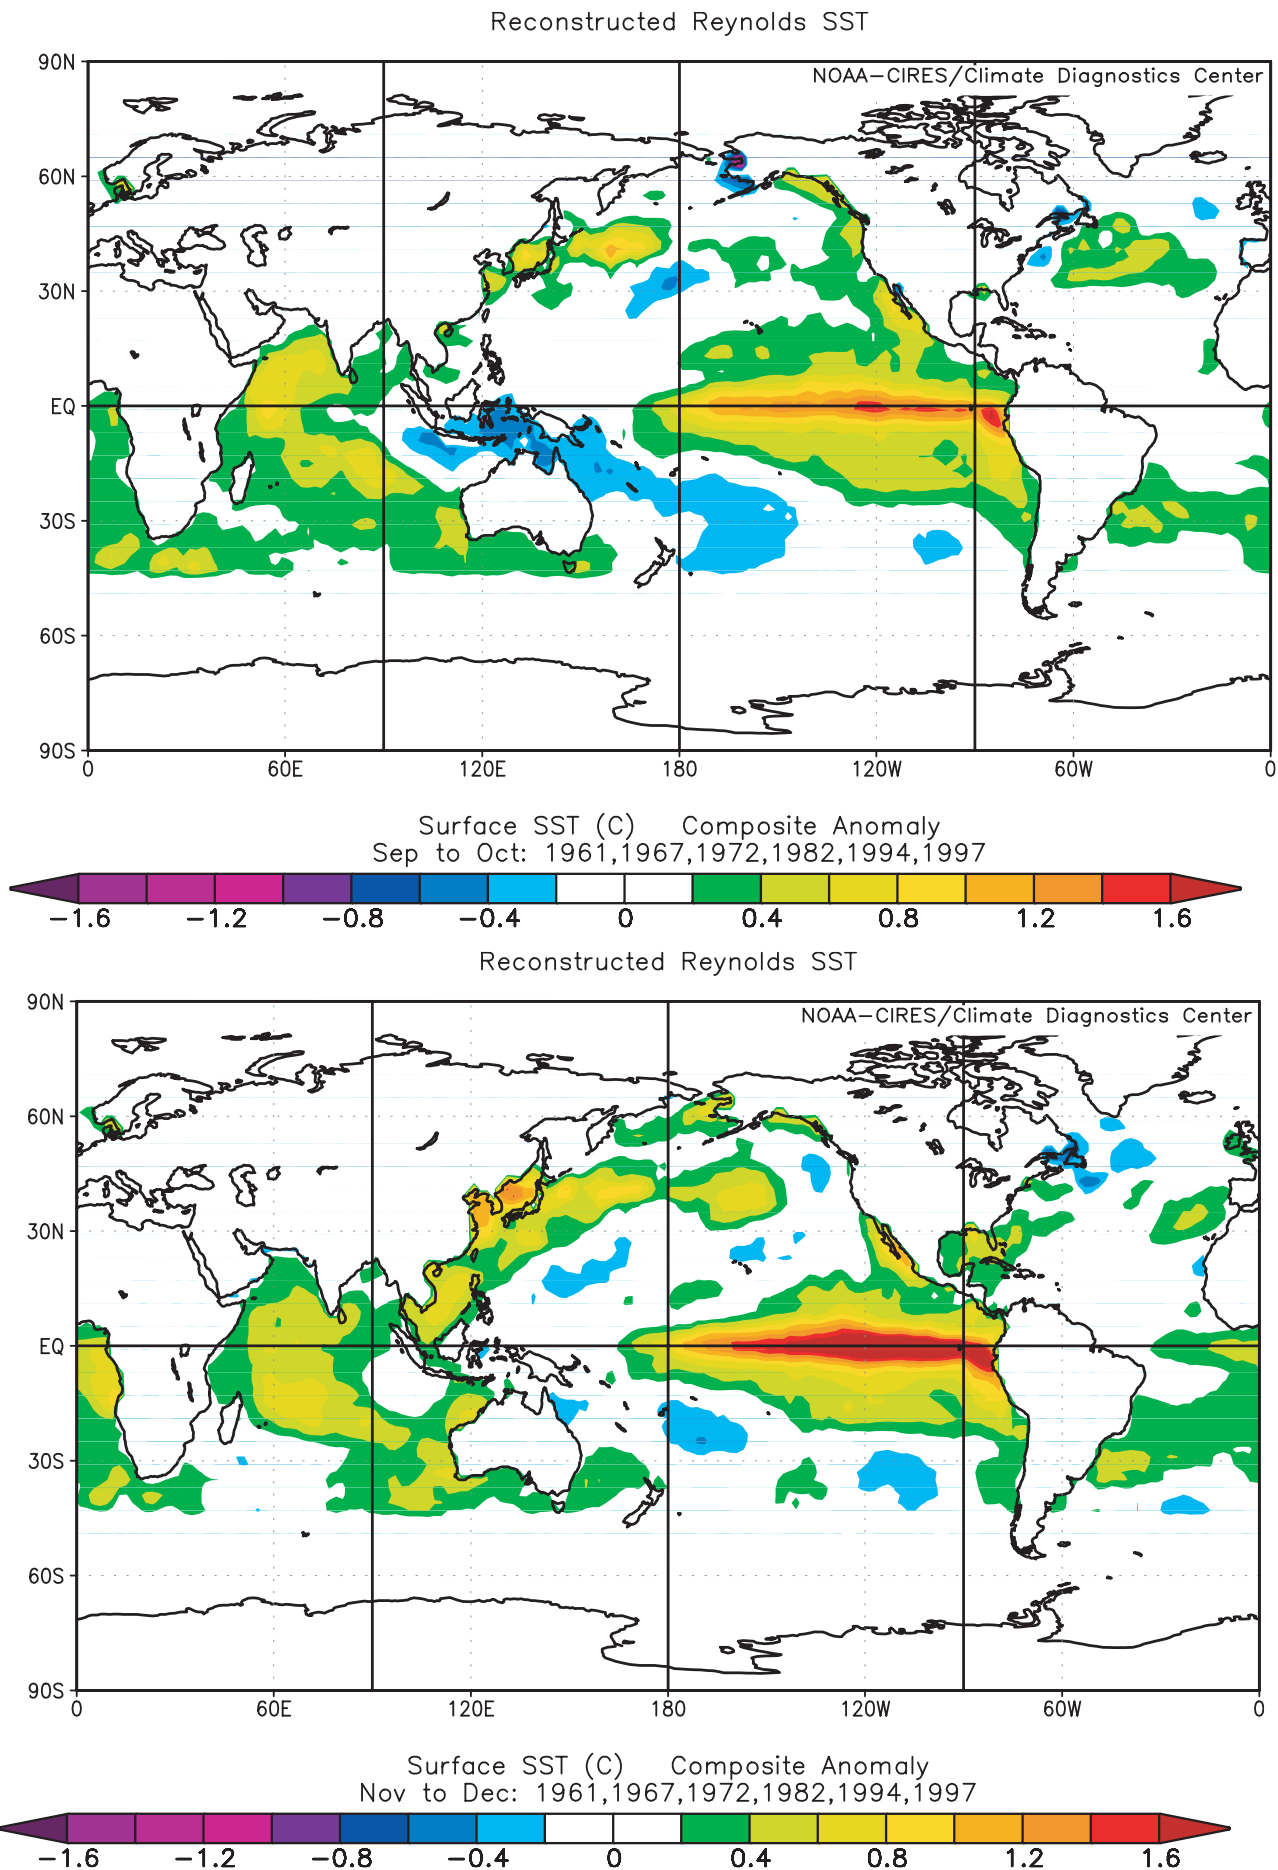 Reconstructed Reynolds SST
90N
NOAA-CIRES/Climate Diagnostics Center
60N
30N
EQ
30S
60S
90S
0 60E 120E 180 120W 60W 0
Surface SST (C) Composite Anomaly
Sep to Oct: 1961,1967,1972,1982,1994,1997
-1.6 -1.2 -0.8 -0.4 0 0.4 0.8 1.2 1.6
Reconstructed Reynolds SST
90N
NOAA-CIRES/Climate Diagnostics Center
60N
30N
EQ
30S
60S
90S
0 60E 120E 180 120W 60W 0
Surface SST (C) Composite Anomaly
Nov to Dec: 1961,1967,1972,1982,1994,1997
-1.6 -1.2 -0.8 -0.4 0 0.4 0.8 1.2 1.6